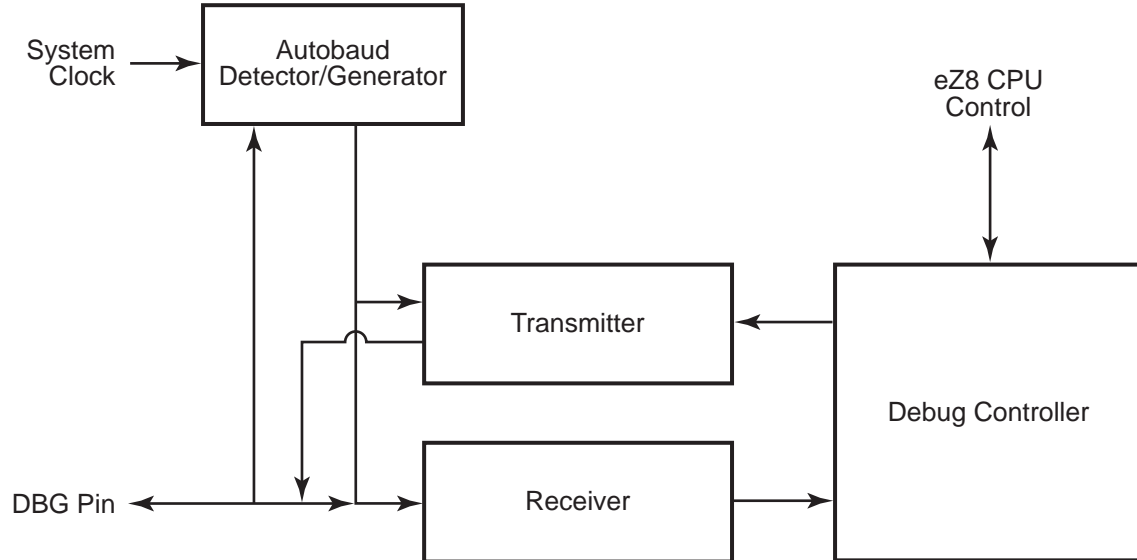 System
Clock
Autobaud
Detector/Generator
eZ8 CPU
Control
Transmitter
Debug Controller
DBG Pin
Receiver